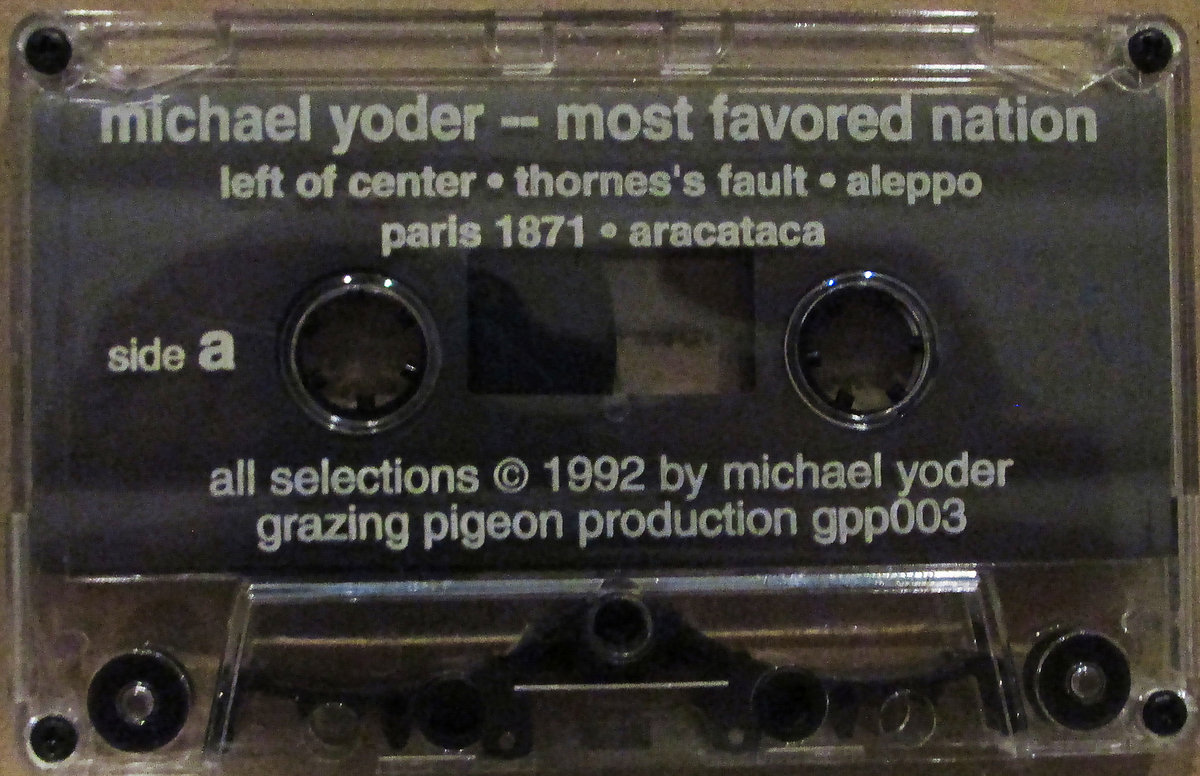 michael yoder -- most favored nation
left of center • thornes's fault • aleppo
paris 1871 • aracataca
side a
all selections © 1992 by michael yoder
grazing pigeon production gpp003